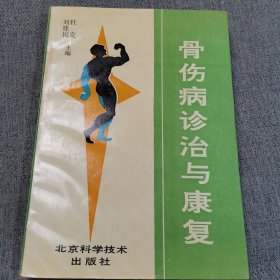 骨伤病诊治与康复
杜克
刘建民 主编
北京科学技术
出版社